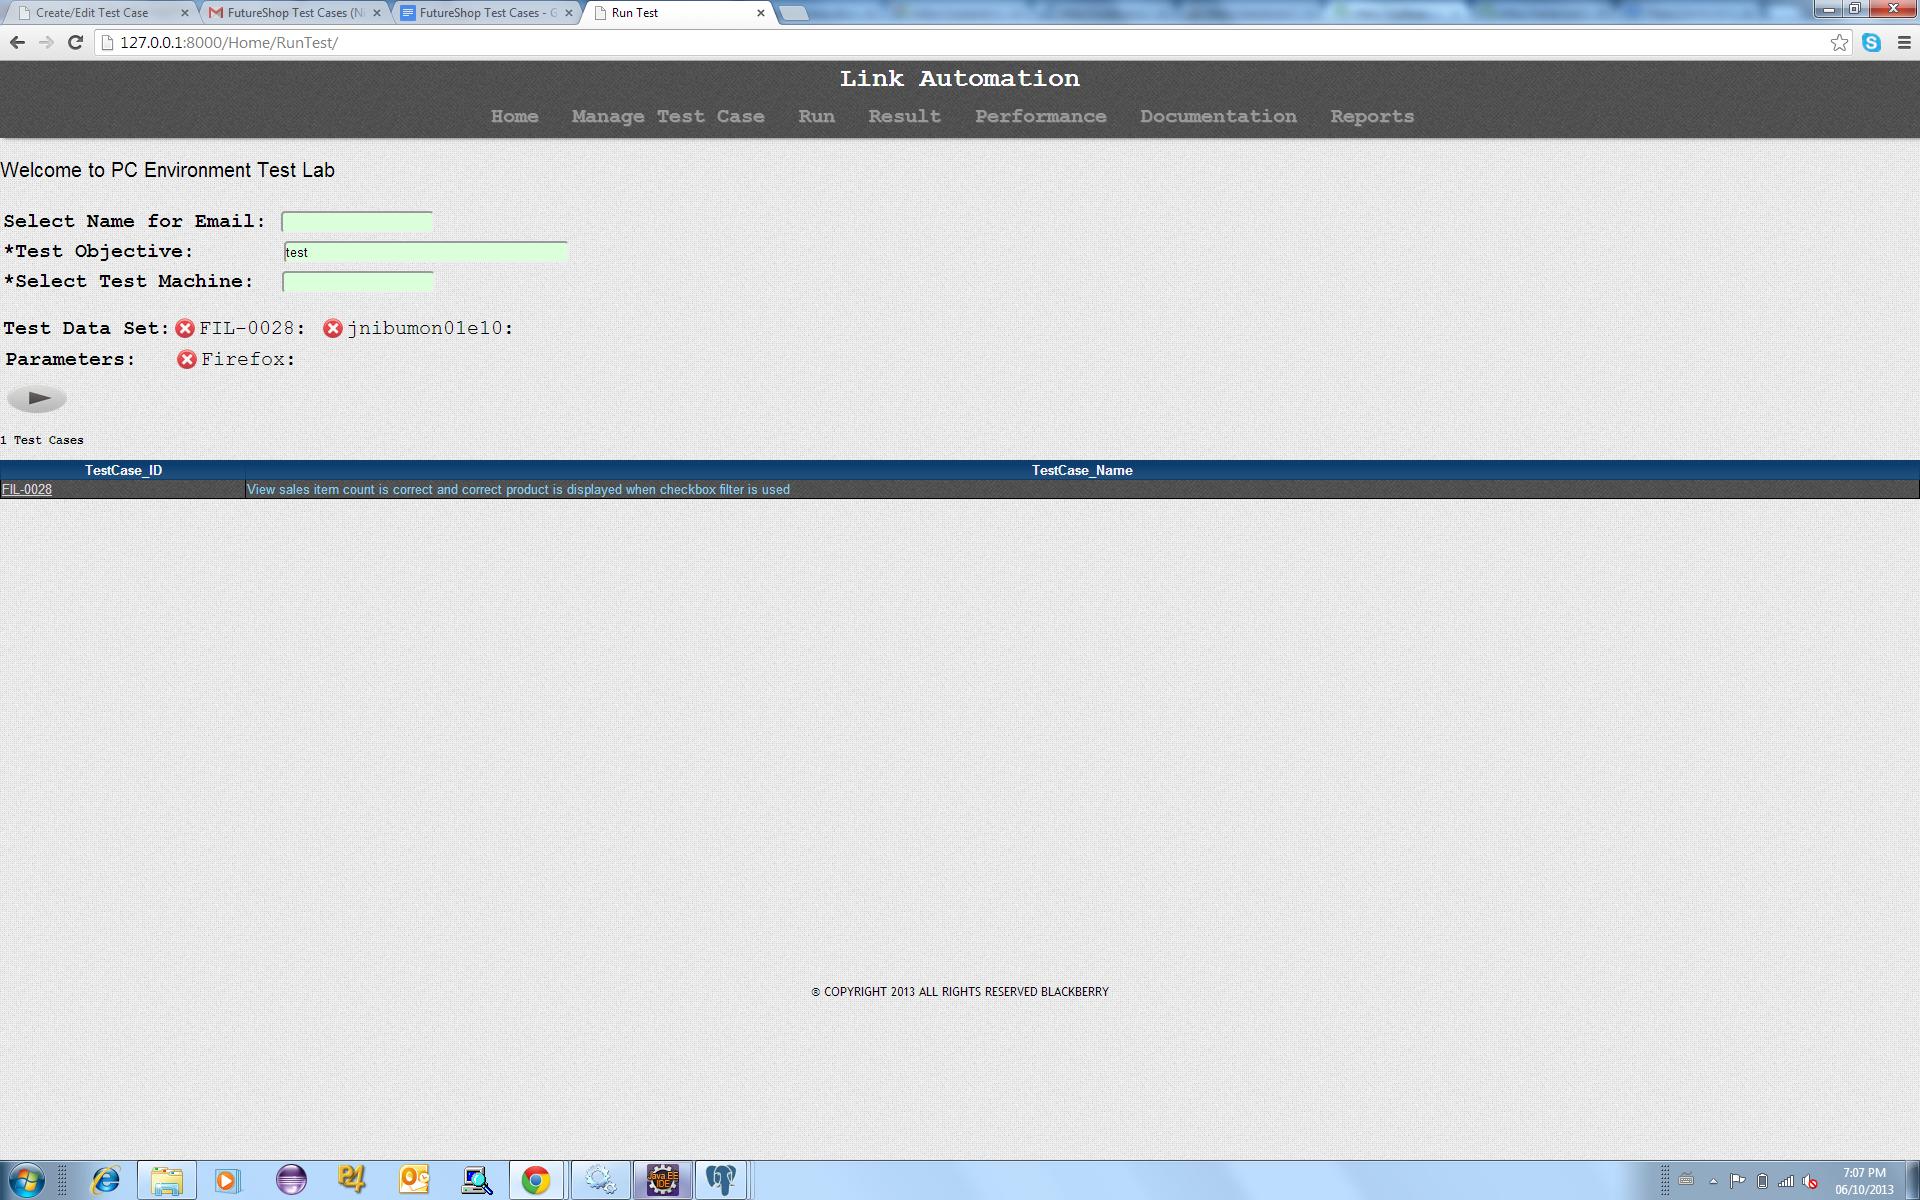 Create/Edit Test Case
FutureShop Test Cases (Ni
FutureShop Test Cases - G
Run Test
127.0.0.1:8000/Home/RunTest/
Link Automation
Home Manage Test Case Run Result Performance Documentation Reports
Welcome to PC Environment Test Lab
Select Name for Email:
*Test Objective: test
*Select Test Machine:
Test Data Set: FIL-0028: jnibumon01e10:
Parameters: Firefox:
1 Test Cases
TestCase_ID TestCase_Name
FIL-0028 View sales item count is correct and correct product is displayed when checkbox filter is used
® COPYRIGHT 2013 ALL RIGHTS RESERVED BLACKBERRY
Java EE
IDE
7:07 PM
06/10/2013